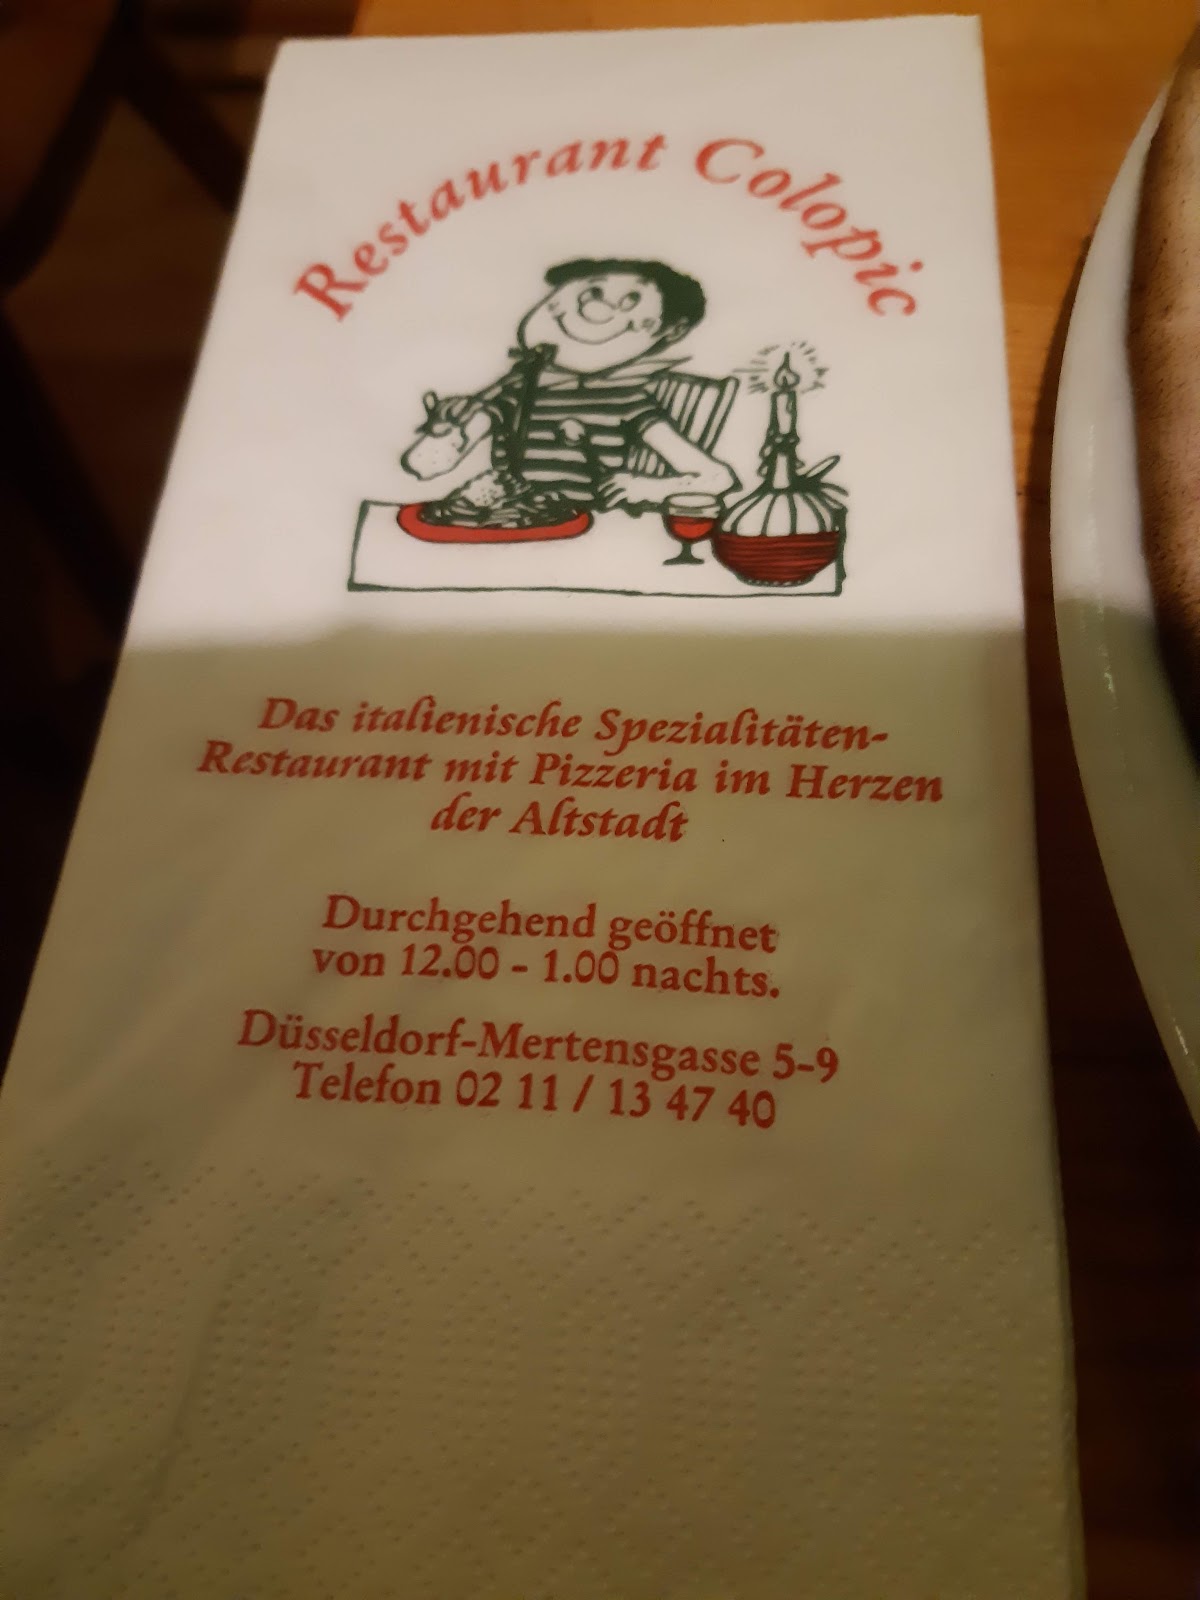 Restaurant Colopic
Das italienische Spezialitäten-
Restaurant mit Pizzeria im Herzen
der Altstadt
Durchgehend geöffnet
von 12.00 - 1.00 nachts.
Düsseldorf-Mertensgasse 5-9
Telefon 02 11 / 13 47 40